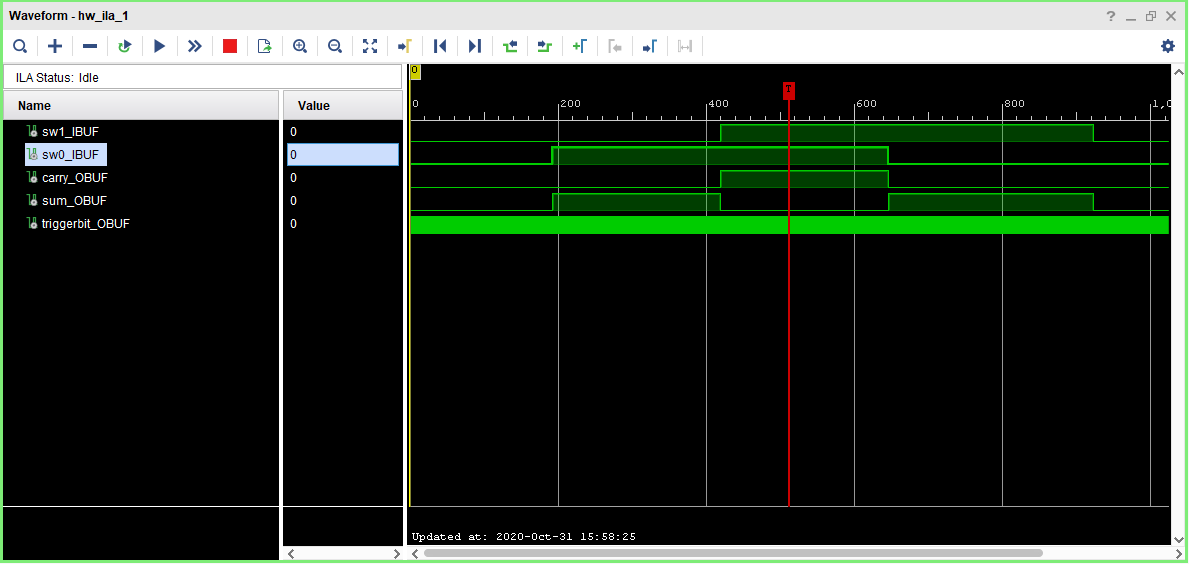 Waveform - hw_ila_1
ILA Status: Idle
0
Name Value
0 200 400 T 600 800 1,0
sw1_IBUF 0
sw0_IBUF 0
carry_OBUF 0
sum_OBUF 0
triggerbit_OBUF 0
Updated at: 2020-Oct-31 15:58:25